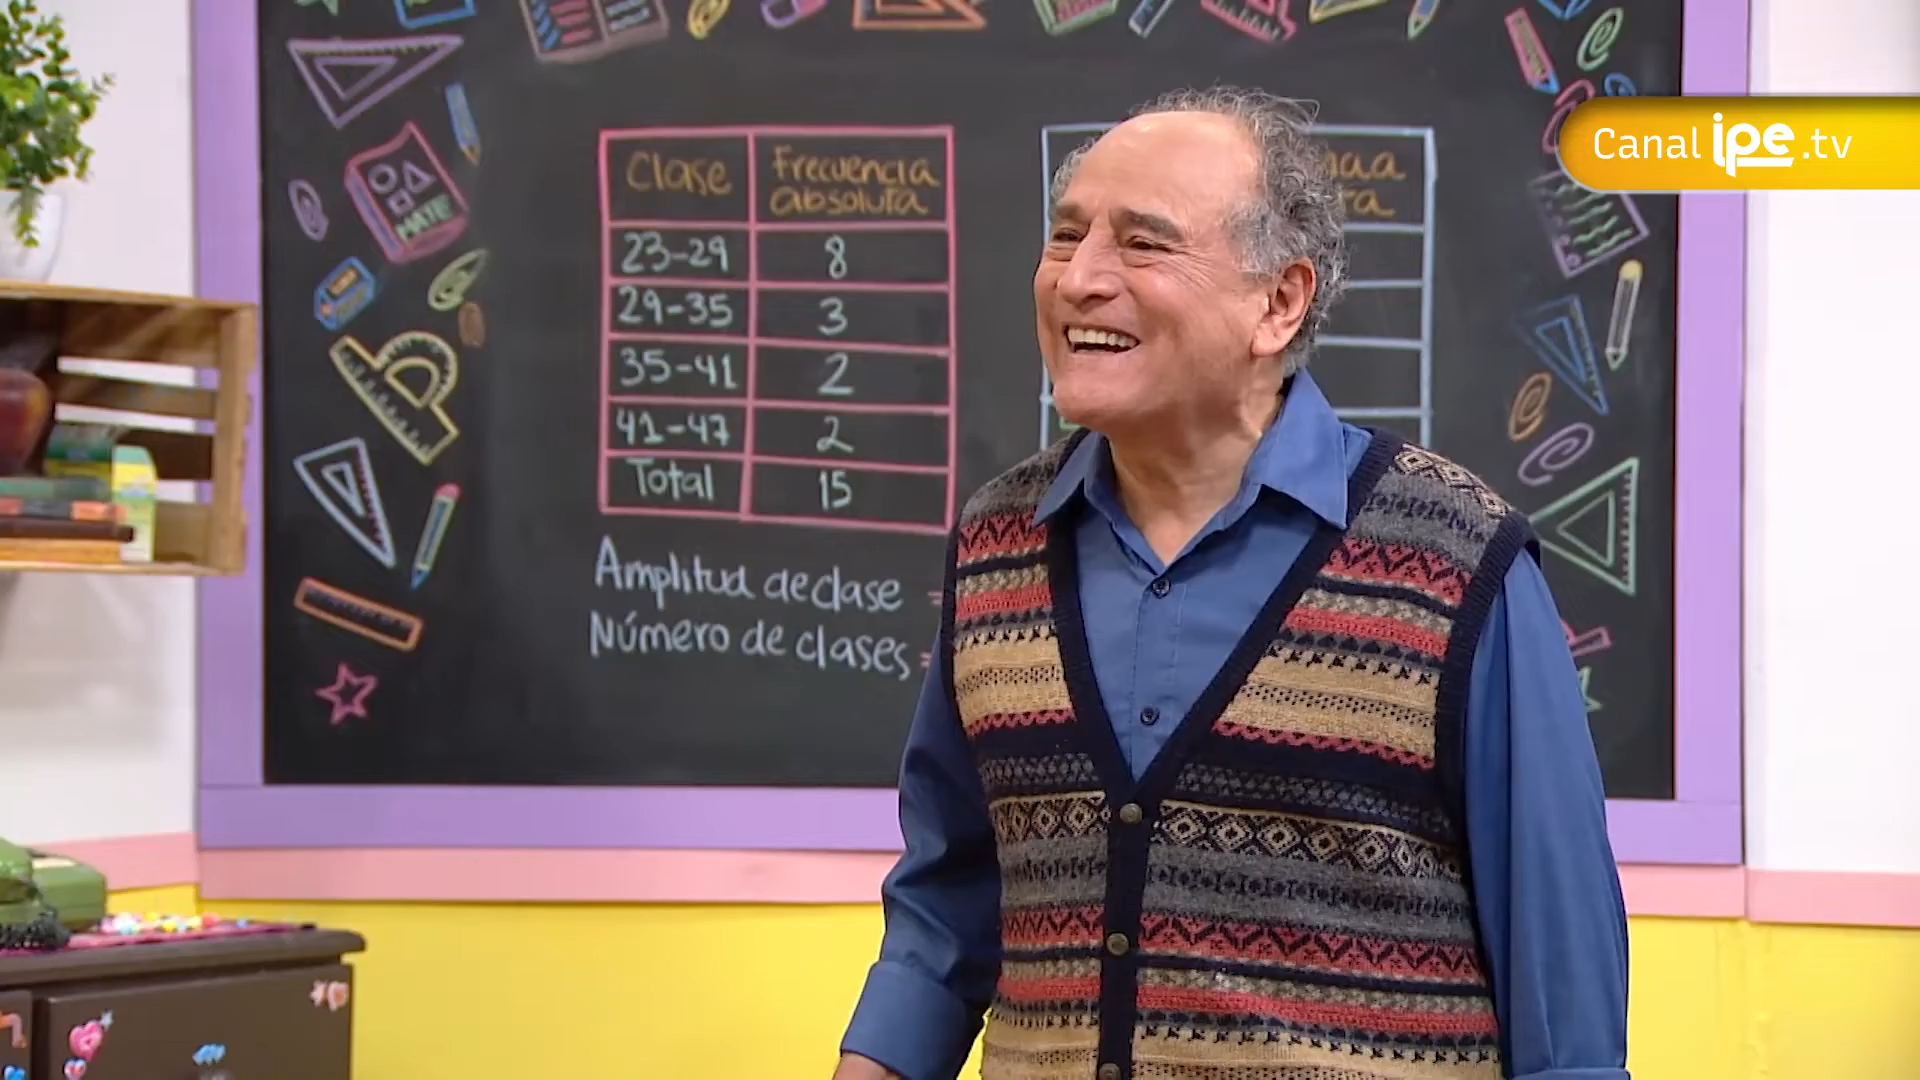 Canal ipe.tv
Clase Frecuencia absoluta
23-29 8
29-35 3
35-41 2
41-47 2
Total 15
Amplitud de clase =
Número de clases =
MATE